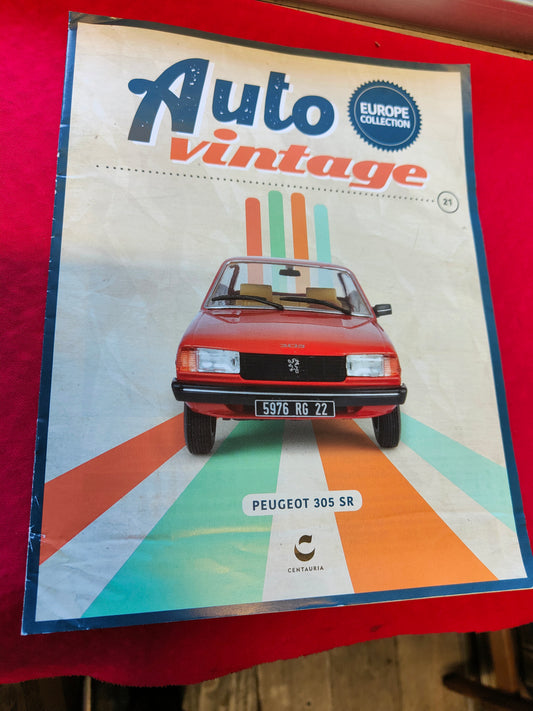 Auto
vintage
EUROPE
COLLECTION
21
305
5976 RG 22
PEUGEOT 305 SR
CENTAURIA